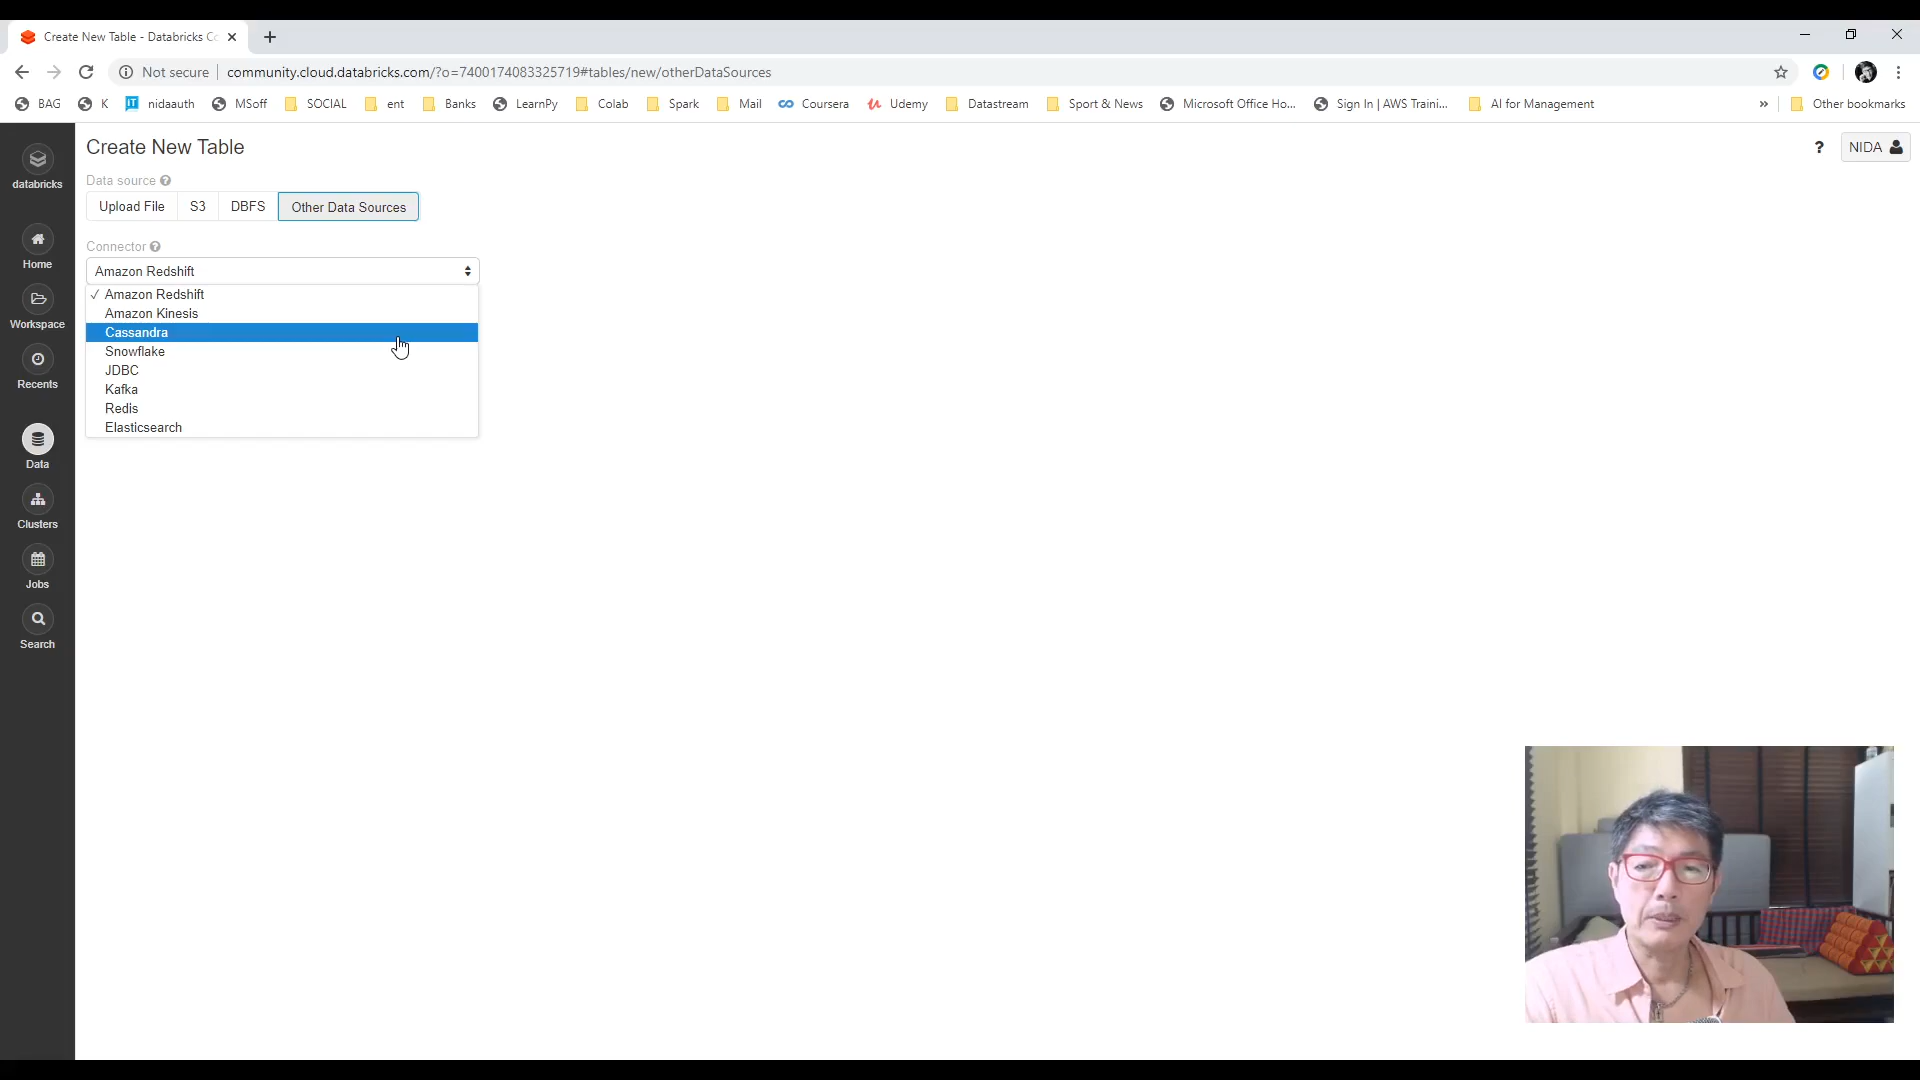 Create New Table - Databricks Co
Not secure community.cloud.databricks.com/?o=7400174083325719#tables/new/otherDataSources
BAG K nidaauth MSoff SOCIAL ent Banks LearnPy Colab Spark Mail Coursera Udemy Datastream Sport & News Microsoft Office Ho... Sign In | AWS Traini... AI for Management » Other bookmarks
databricks
Home
Workspace
Recents
Data
Clusters
Jobs
Search
Create New Table
? NIDA
Data source ?
Upload File S3 DBFS Other Data Sources
Connector ?
Amazon Redshift
✓ Amazon Redshift
Amazon Kinesis
Cassandra
Snowflake
JDBC
Kafka
Redis
Elasticsearch